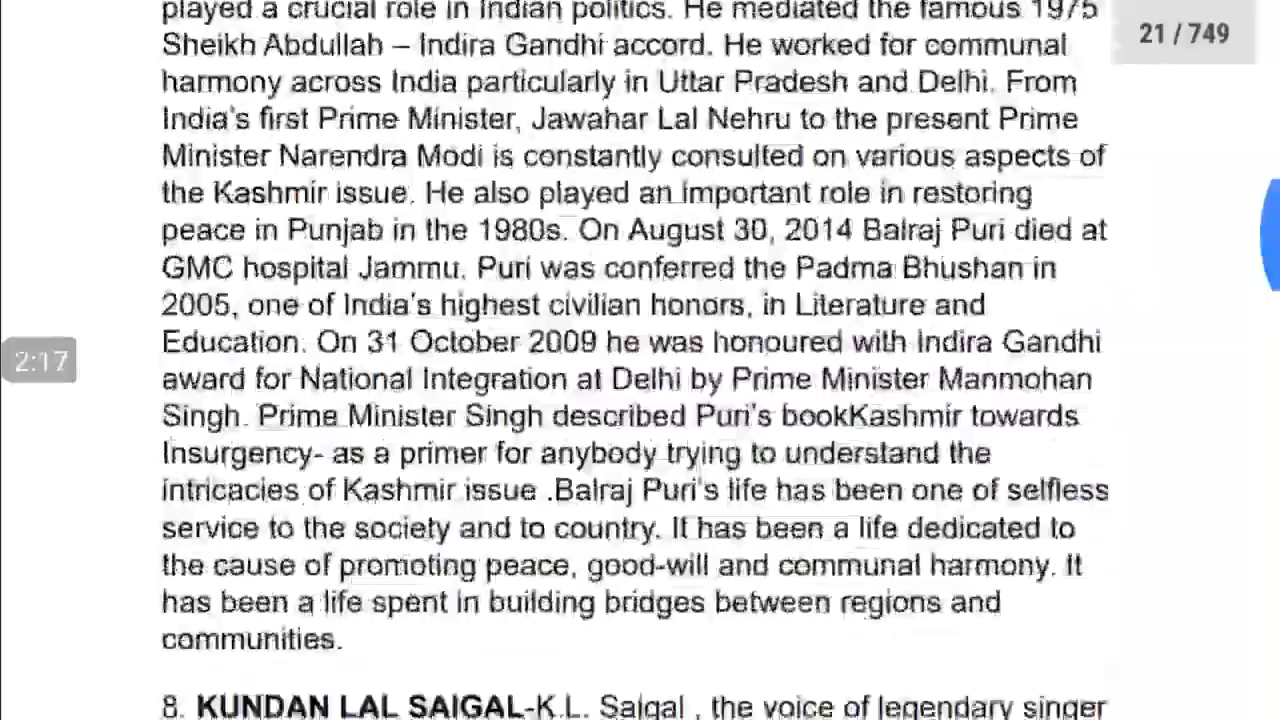 played a crucial role in Indian politics. He mediated the famous 1975
21 / 749
Sheikh Abdullah – Indira Gandhi accord. He worked for communal
harmony across India particularly in Uttar Pradesh and Delhi. From
India's first Prime Minister, Jawahar Lal Nehru to the present Prime
Minister Narendra Modi is constantly consulted on various aspects of
the Kashmir issue. He also played an important role in restoring
peace in Punjab in the 1980s. On August 30, 2014 Balraj Puri died at
GMC hospital Jammu. Puri was conferred the Padma Bhushan in
2005, one of India's highest civilian honors, in Literature and
Education. On 31 October 2009 he was honoured with Indira Gandhi
2:17
award for National Integration at Delhi by Prime Minister Manmohan
Singh. Prime Minister Singh described Puri's bookKashmir towards
Insurgency- as a primer for anybody trying to understand the
intricacies of Kashmir issue .Balraj Puri's life has been one of selfless
service to the society and to country. It has been a life dedicated to
the cause of promoting peace, good-will and communal harmony. It
has been a life spent in building bridges between regions and
communities.
8. KUNDAN LAL SAIGAL-K.L. Saigal , the voice of legendary singer